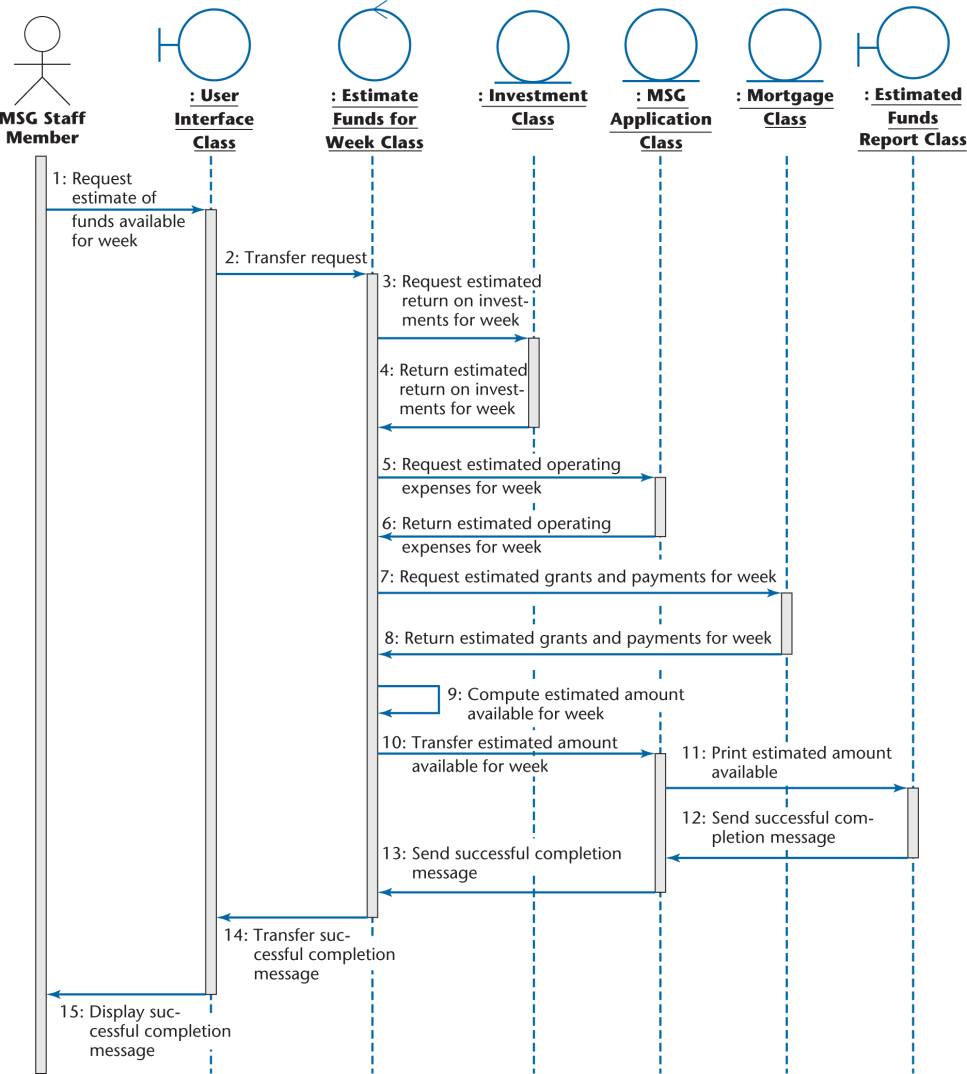 MSG Staff
Member
: User
Interface
Class
: Estimate
Funds for
Week Class
: Investment
Class
: MSG
Application
Class
: Mortgage
Class
: Estimated
Funds
Report Class
1: Request
estimate of
funds available
for week
2: Transfer request
3: Request estimated
return on invest-
ments for week
4: Return estimated
return on invest-
ments for week
5: Request estimated operating
expenses for week
6: Return estimated operating
expenses for week
7: Request estimated grants and payments for week
8: Return estimated grants and payments for week
9: Compute estimated amount
available for week
10: Transfer estimated amount
available for week
11: Print estimated amount
available
12: Send successful com-
pletion message
13: Send successful completion
message
14: Transfer suc-
cessful completion
message
15: Display suc-
cessful completion
message